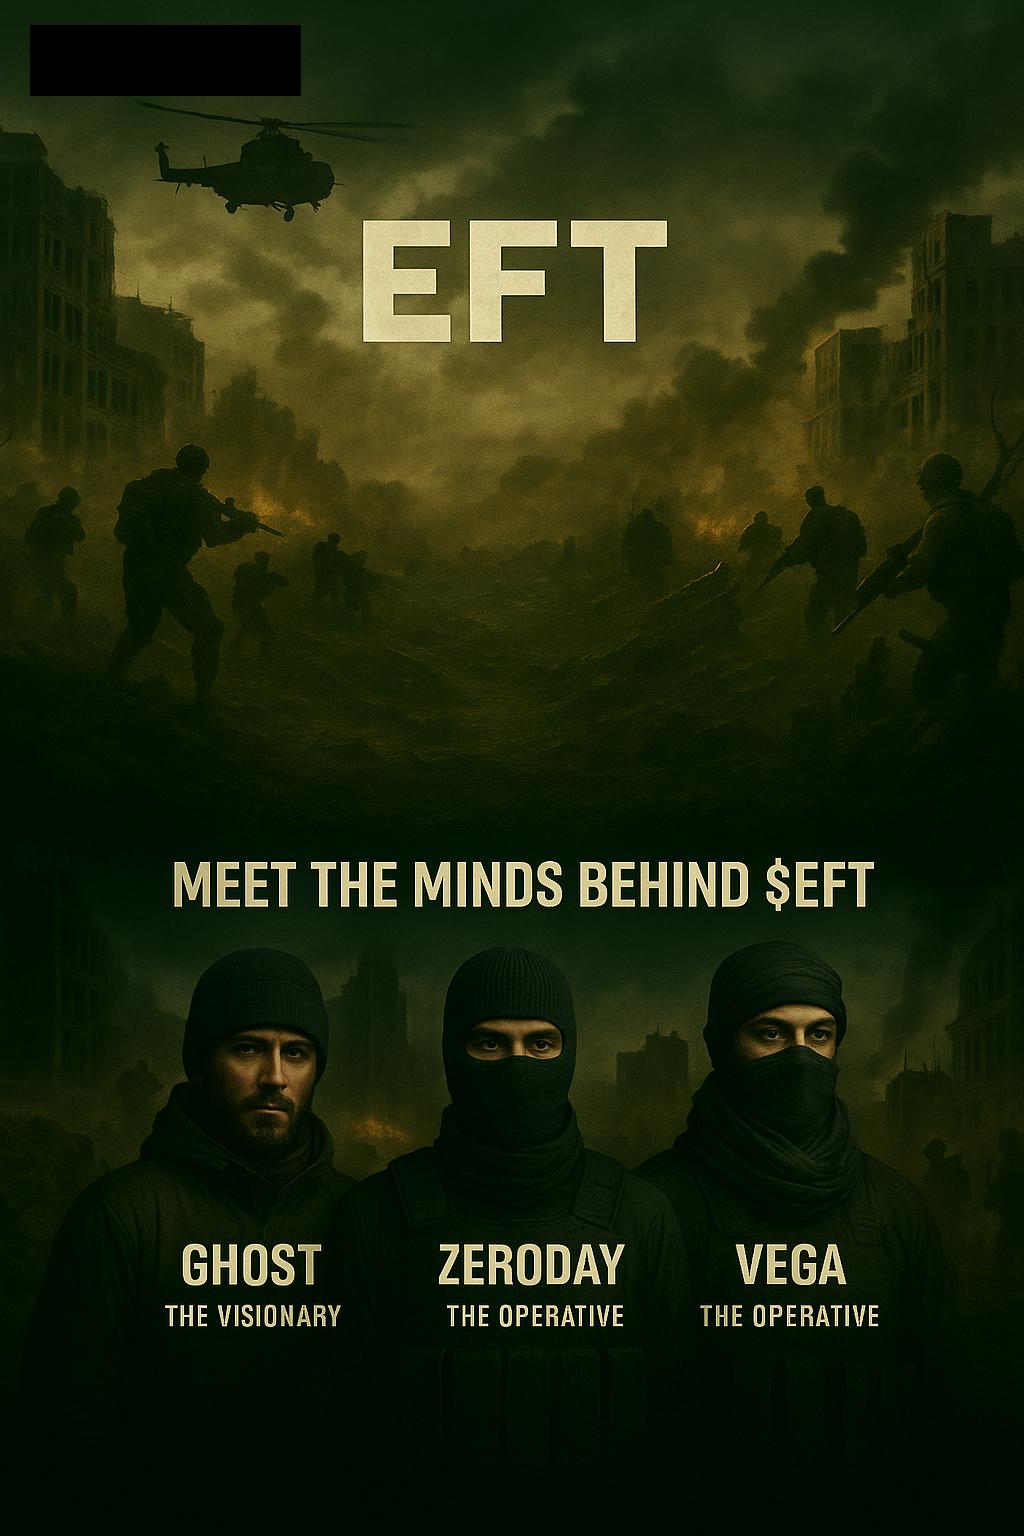 EFT
MEET THE MINDS BEHIND $EFT
GHOST
THE VISIONARY
ZERODAY
THE OPERATIVE
VEGA
THE OPERATIVE